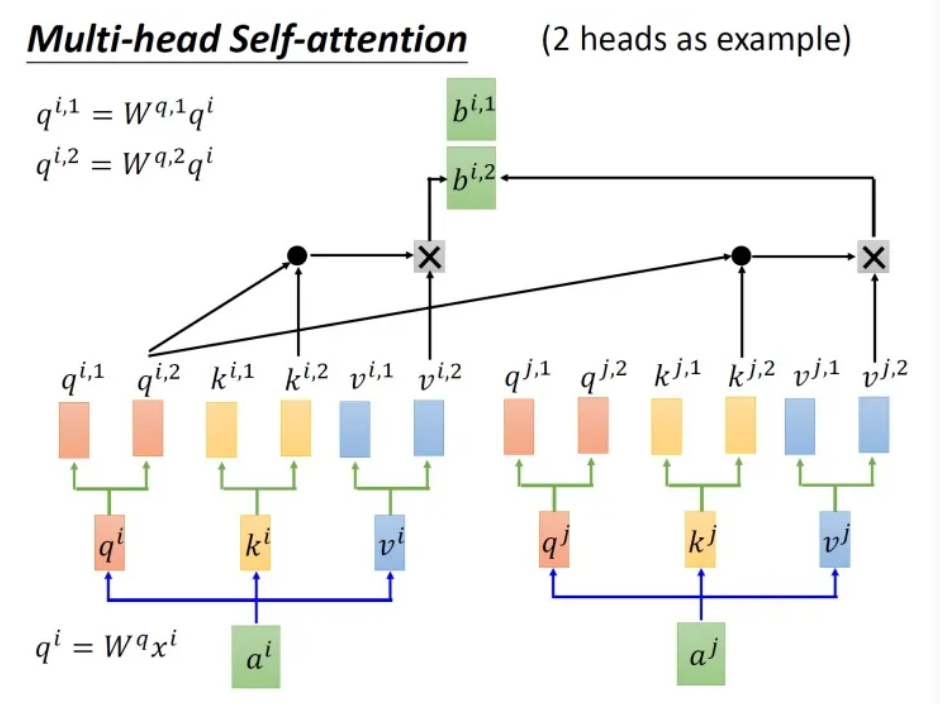 Multi-head Self-attention (2 heads as example)
q^{i,1} = W^{q,1}q^{i}
q^{i,2} = W^{q,2}q^{i}
b^{i,1}
b^{i,2}
q^{i,1} q^{i,2} k^{i,1} k^{i,2} v^{i,1} v^{i,2} q^{j,1} q^{j,2} k^{j,1} k^{j,2} v^{j,1} v^{j,2}
q^{i} k^{i} v^{i} q^{j} k^{j} v^{j}
q^{i} = W^{q}x^{i}
a^{i} a^{j}